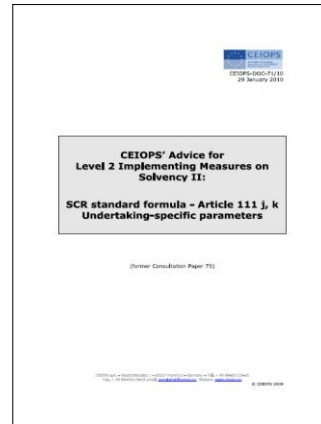 CEIOPS
CEIOPS-DOC-71/10
29 January 2010
CEIOPS' Advice for
Level 2 Implementing Measures on
Solvency II:
SCR standard formula - Article 111 j, k
Undertaking-specific parameters
(former Consultation Paper 75)
© CEIOPS 2010